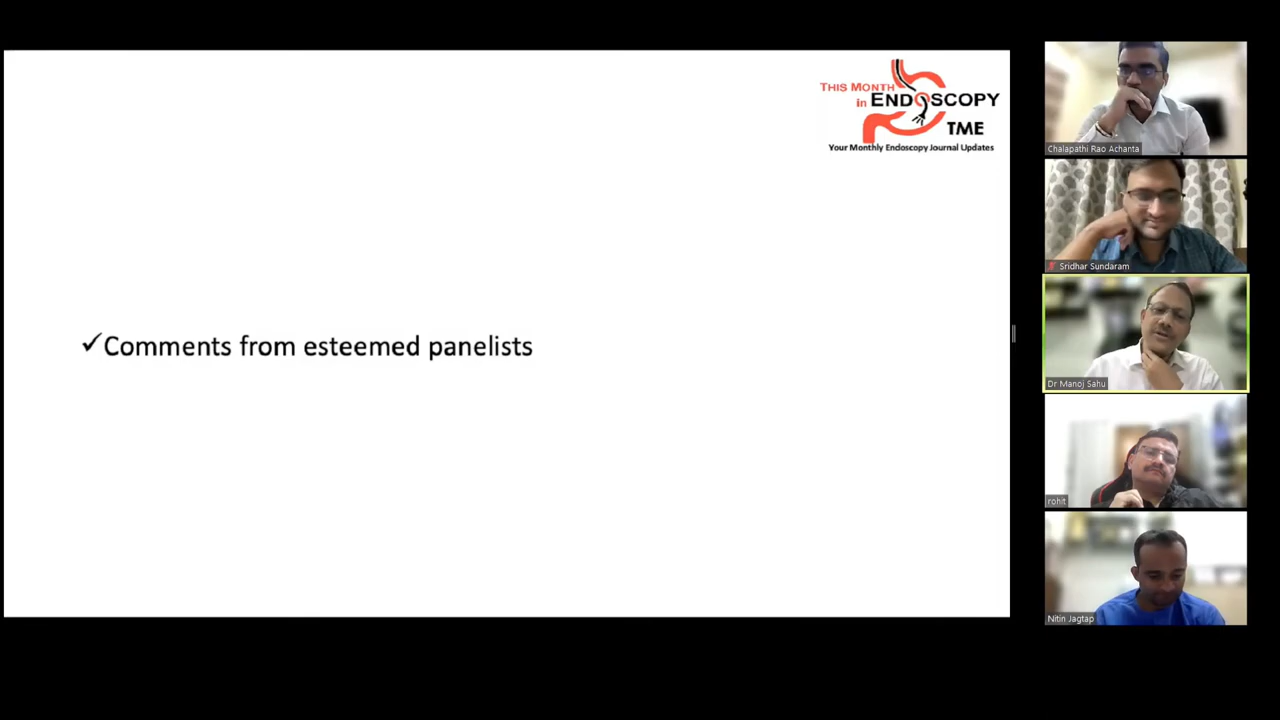 THIS MONTH
in ENDOSCOPY
TME
Your Monthly Endoscopy Journal Updates
✓Comments from esteemed panelists
Chalapathi Rao Achanta
Sridhar Sundaram
Dr Manoj Sahu
rohit
Nitin Jagtap